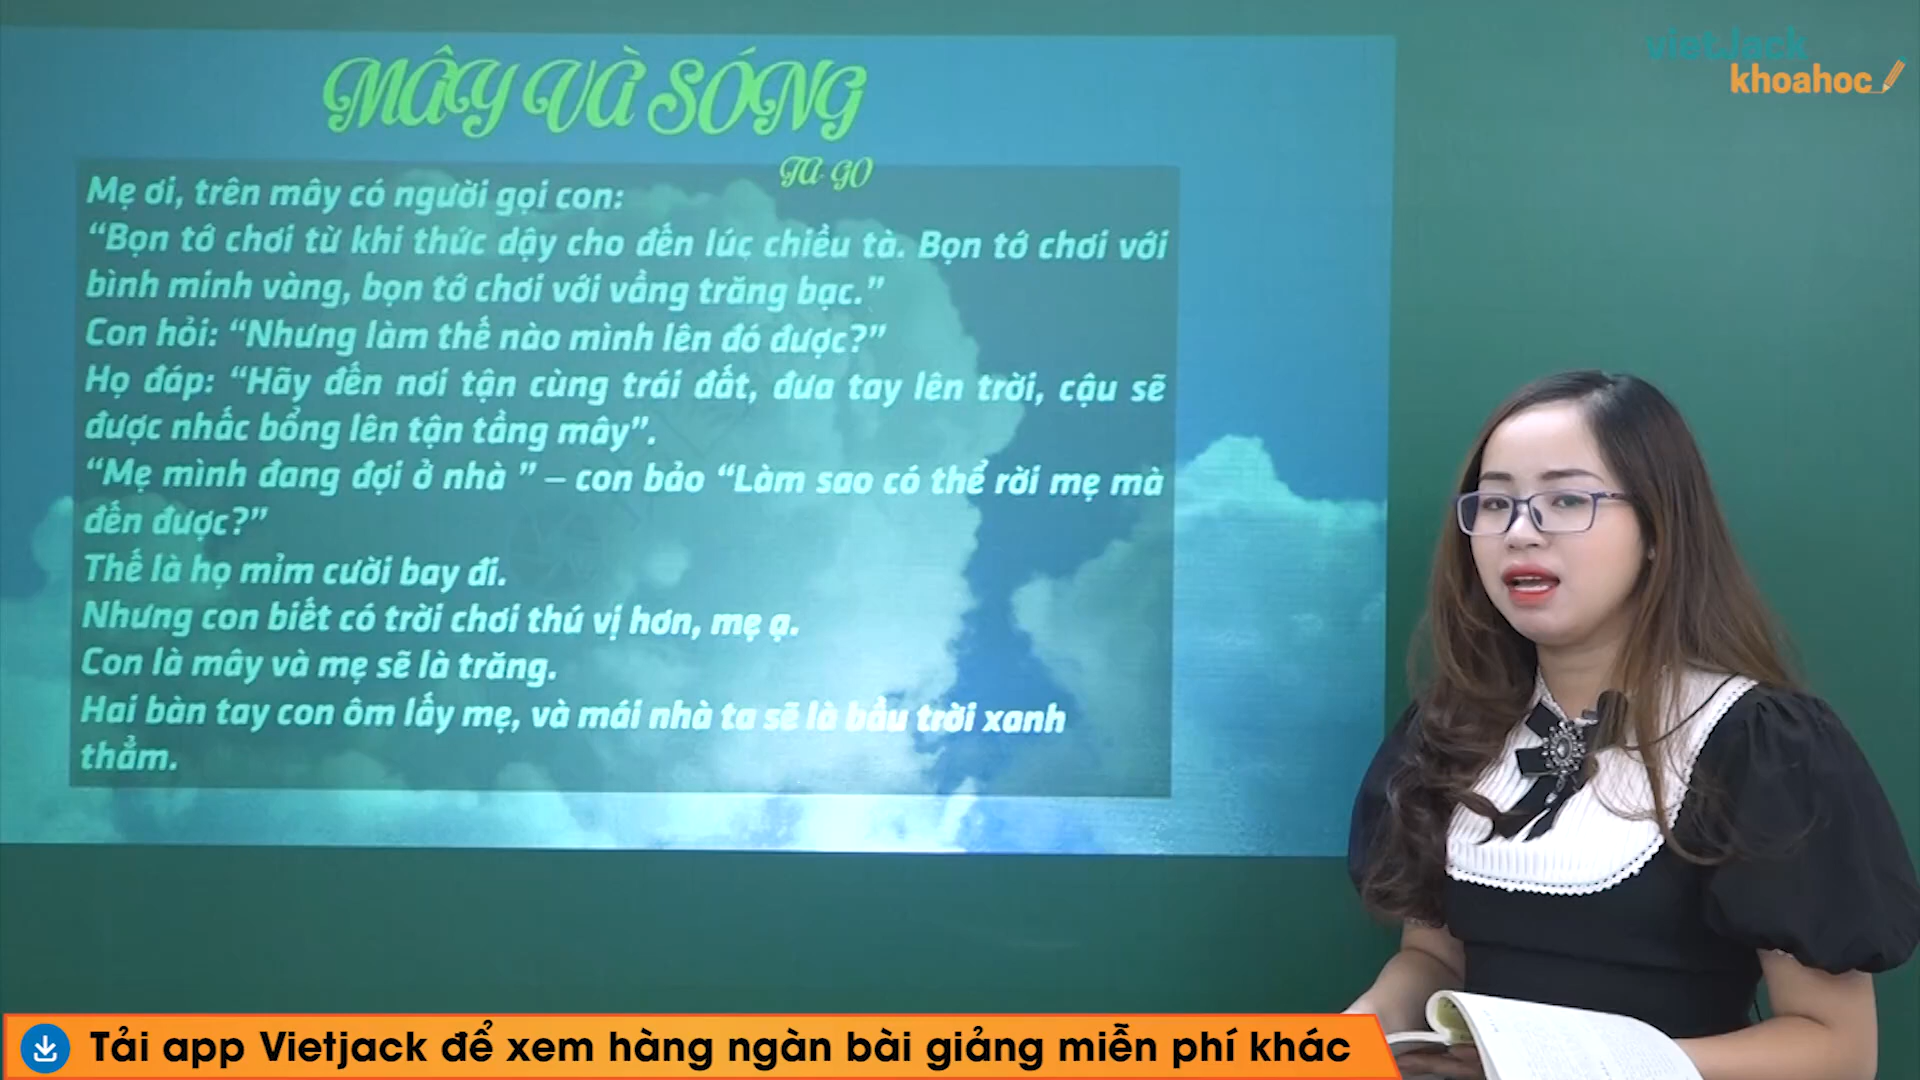 MÂY VÀ SÓNG
TA- GO
Mẹ ơi, trên mây có người gọi con:
“Bọn tớ chơi từ khi thức dậy cho đến lúc chiều tà. Bọn tớ chơi với
bình minh vàng, bọn tớ chơi với vầng trăng bạc.”
Con hỏi: “Nhưng làm thế nào mình lên đó được?”
Họ đáp: “Hãy đến nơi tận cùng trái đất, đưa tay lên trời, cậu sẽ
được nhấc bổng lên tận tầng mây”.
“Mẹ mình đang đợi ở nhà ” – con bảo “Làm sao có thể rời mẹ mà
đến được?”
Thế là họ mỉm cười bay đi.
Nhưng con biết có trời chơi thú vị hơn, mẹ ạ.
Con là mây và mẹ sẽ là trăng.
Hai bàn tay con ôm lấy mẹ, và mái nhà ta sẽ là bầu trời xanh
thẳm.
vietJack
khoahoc
Tải app Vietjack để xem hàng ngàn bài giảng miễn phí khác